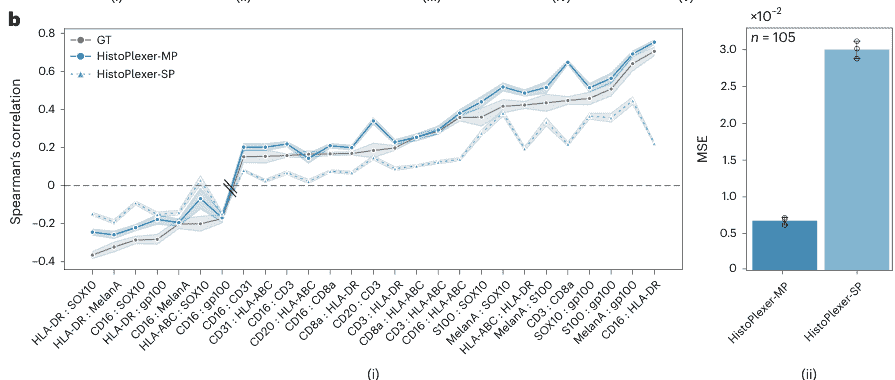 b
0.8
0.6
0.4
0.2
0
−0.2
−0.4
Spearman's correlation
GT
HistoPlexer-MP
HistoPlexer-SP
HLA-DR : SOX10
HLA-DR : MelanA
CD16 : SOX10
HLA-DR : gp100
CD16 : MelanA
HLA-ABC : SOX10
CD16 : gp100
CD16 : CD31
CD31 : HLA-ABC
CD16 : CD3
CD20 : HLA-ABC
CD16 : CD8a
CD8a : HLA-DR
CD20 : CD3
CD3 : HLA-DR
CD8a : HLA-ABC
CD3 : HLA-ABC
CD16 : HLA-ABC
S100 : SOX10
MelanA : SOX10
HLA-ABC : HLA-DR
MelanA : S100
CD3 : CD8a
SOX10 : gp100
S100 : gp100
MelanA : gp100
CD16 : HLA-DR
(i)
×10−2
n = 105
3.0
2.5
2.0
1.5
1.0
0.5
0
MSE
HistoPlexer-MP
HistoPlexer-SP
(ii)